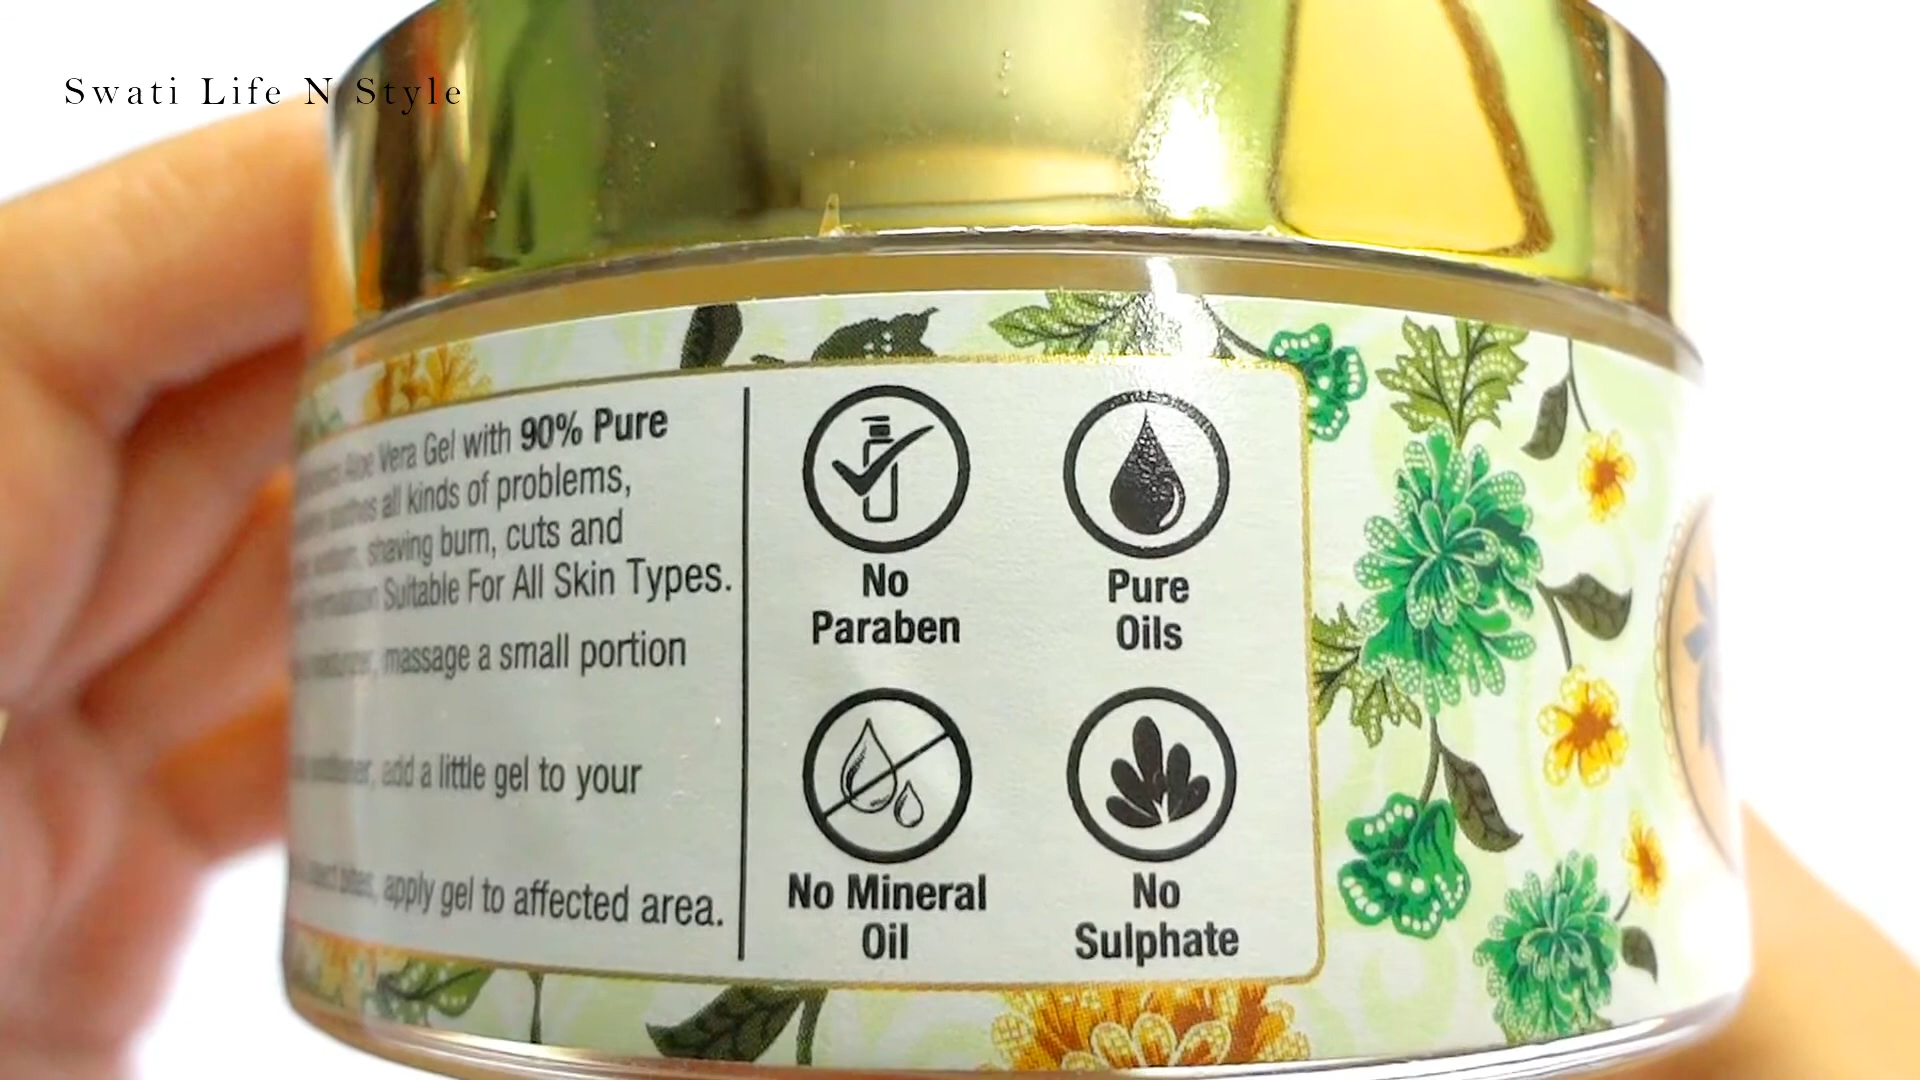 Swati Life N Style
Aloe Vera Gel with 90% Pure
soothes all kinds of problems,
shaving burn, cuts and
Suitable For All Skin Types.
massage a small portion
add a little gel to your
apply gel to affected area.
No
Paraben
Pure
Oils
No Mineral
Oil
No
Sulphate